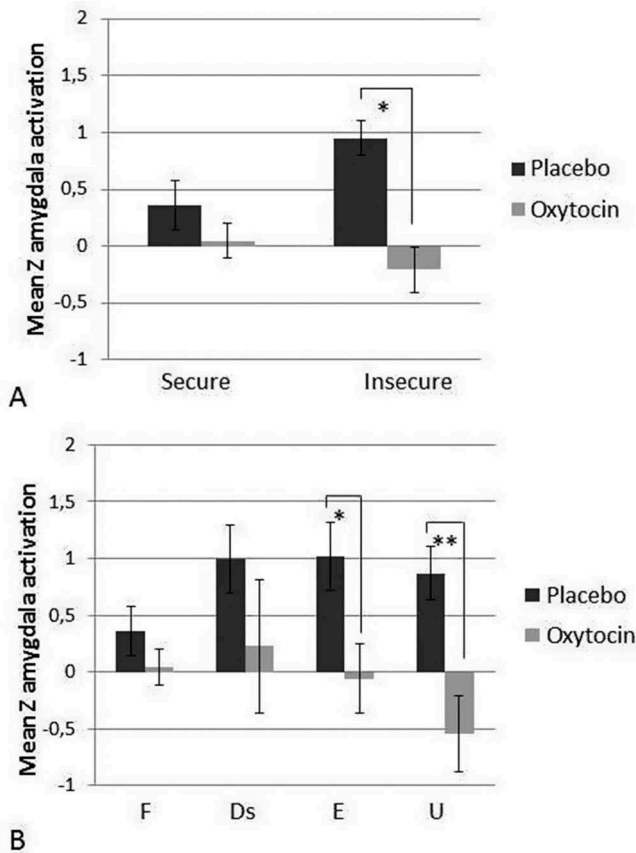 2
1,5
1
0,5
0
-0,5
-1
Mean Z amygdala activation
*
Placebo
Oxytocin
Secure Insecure
A
2
1,5
1
0,5
0
-0,5
-1
Mean Z amygdala activation
*
**
Placebo
Oxytocin
F Ds E U
B